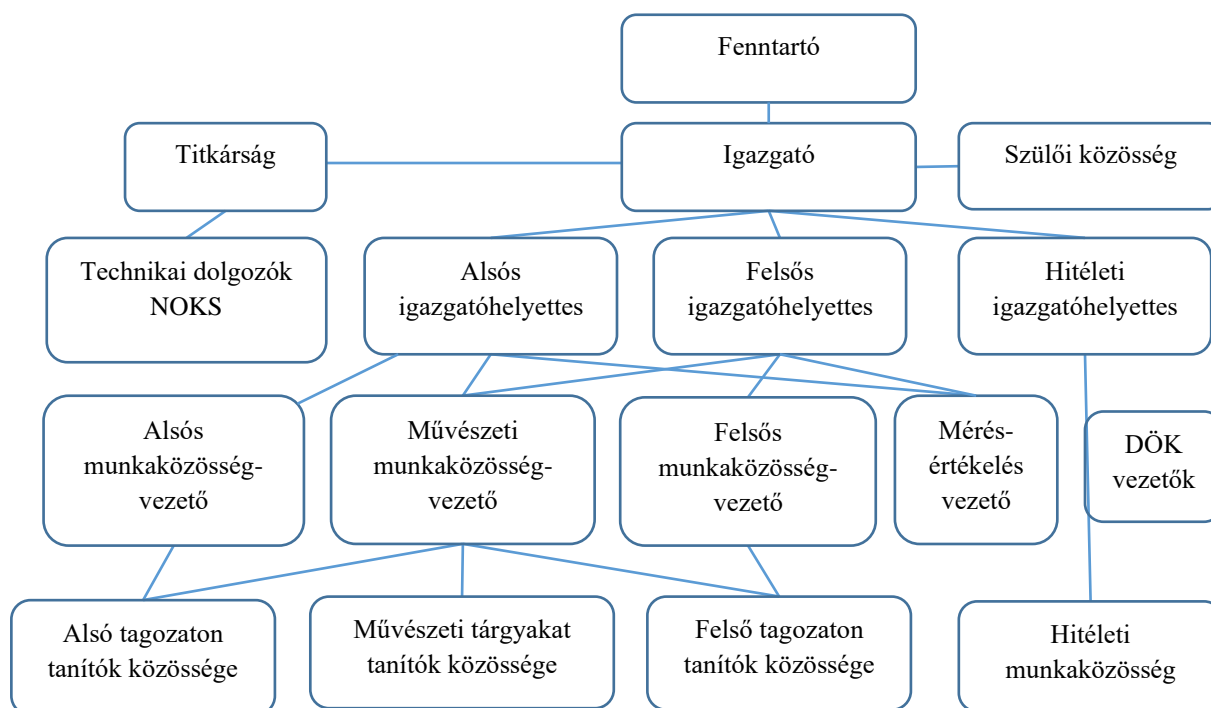 Fenntartó
Titkárság
Igazgató
Szülői közösség
Technikai dolgozók
NOKS
Alsós
igazgatóhelyettes
Felsős
igazgatóhelyettes
Hitéleti
igazgatóhelyettes
Alsós
munkaközösség-
vezető
Művészeti
munkaközösség-
vezető
Felsős
munkaközösség-
vezető
Mérés-
értékelés
vezető
DÖK
vezetők
Alsó tagozaton
tanítók közössége
Művészeti tárgyakat
tanítók közössége
Felső tagozaton
tanítók közössége
Hitéleti
munkaközösség